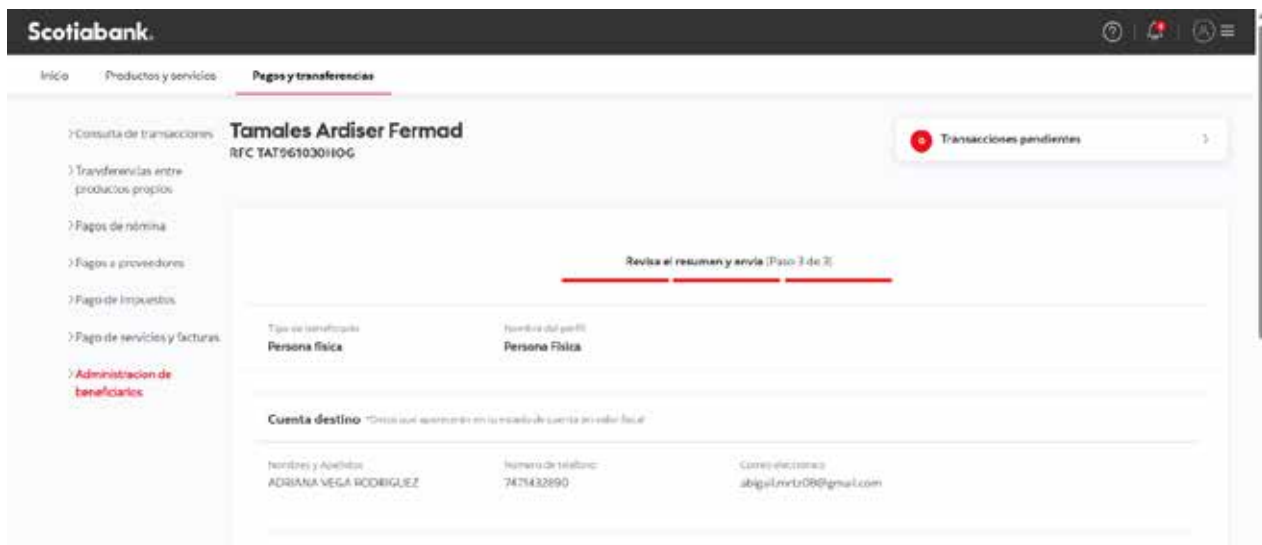 Scotiabank.
Inicio Productos y servicios Pagos y transferencias
Consulta de transacciones
Transferencias entre
productos propios
Pagos de nómina
Pagos a proveedores
Pago de impuestos
Pago de servicios y facturas
Administracion de
beneficiarios
Tamales Ardiser Fermad
RFC TAT961030HOG
Transacciones pendientes
Revisa el resumen y envía (Paso 3 de 3)
Tipo de beneficiario Nombre del perfil
Persona física Persona Física
Cuenta destino
Nombres y Apellidos Número de teléfono Correo electrónico
ADRIANA VEGA RODRIGUEZ 7471432890 abigail.mrtz08@gmail.com